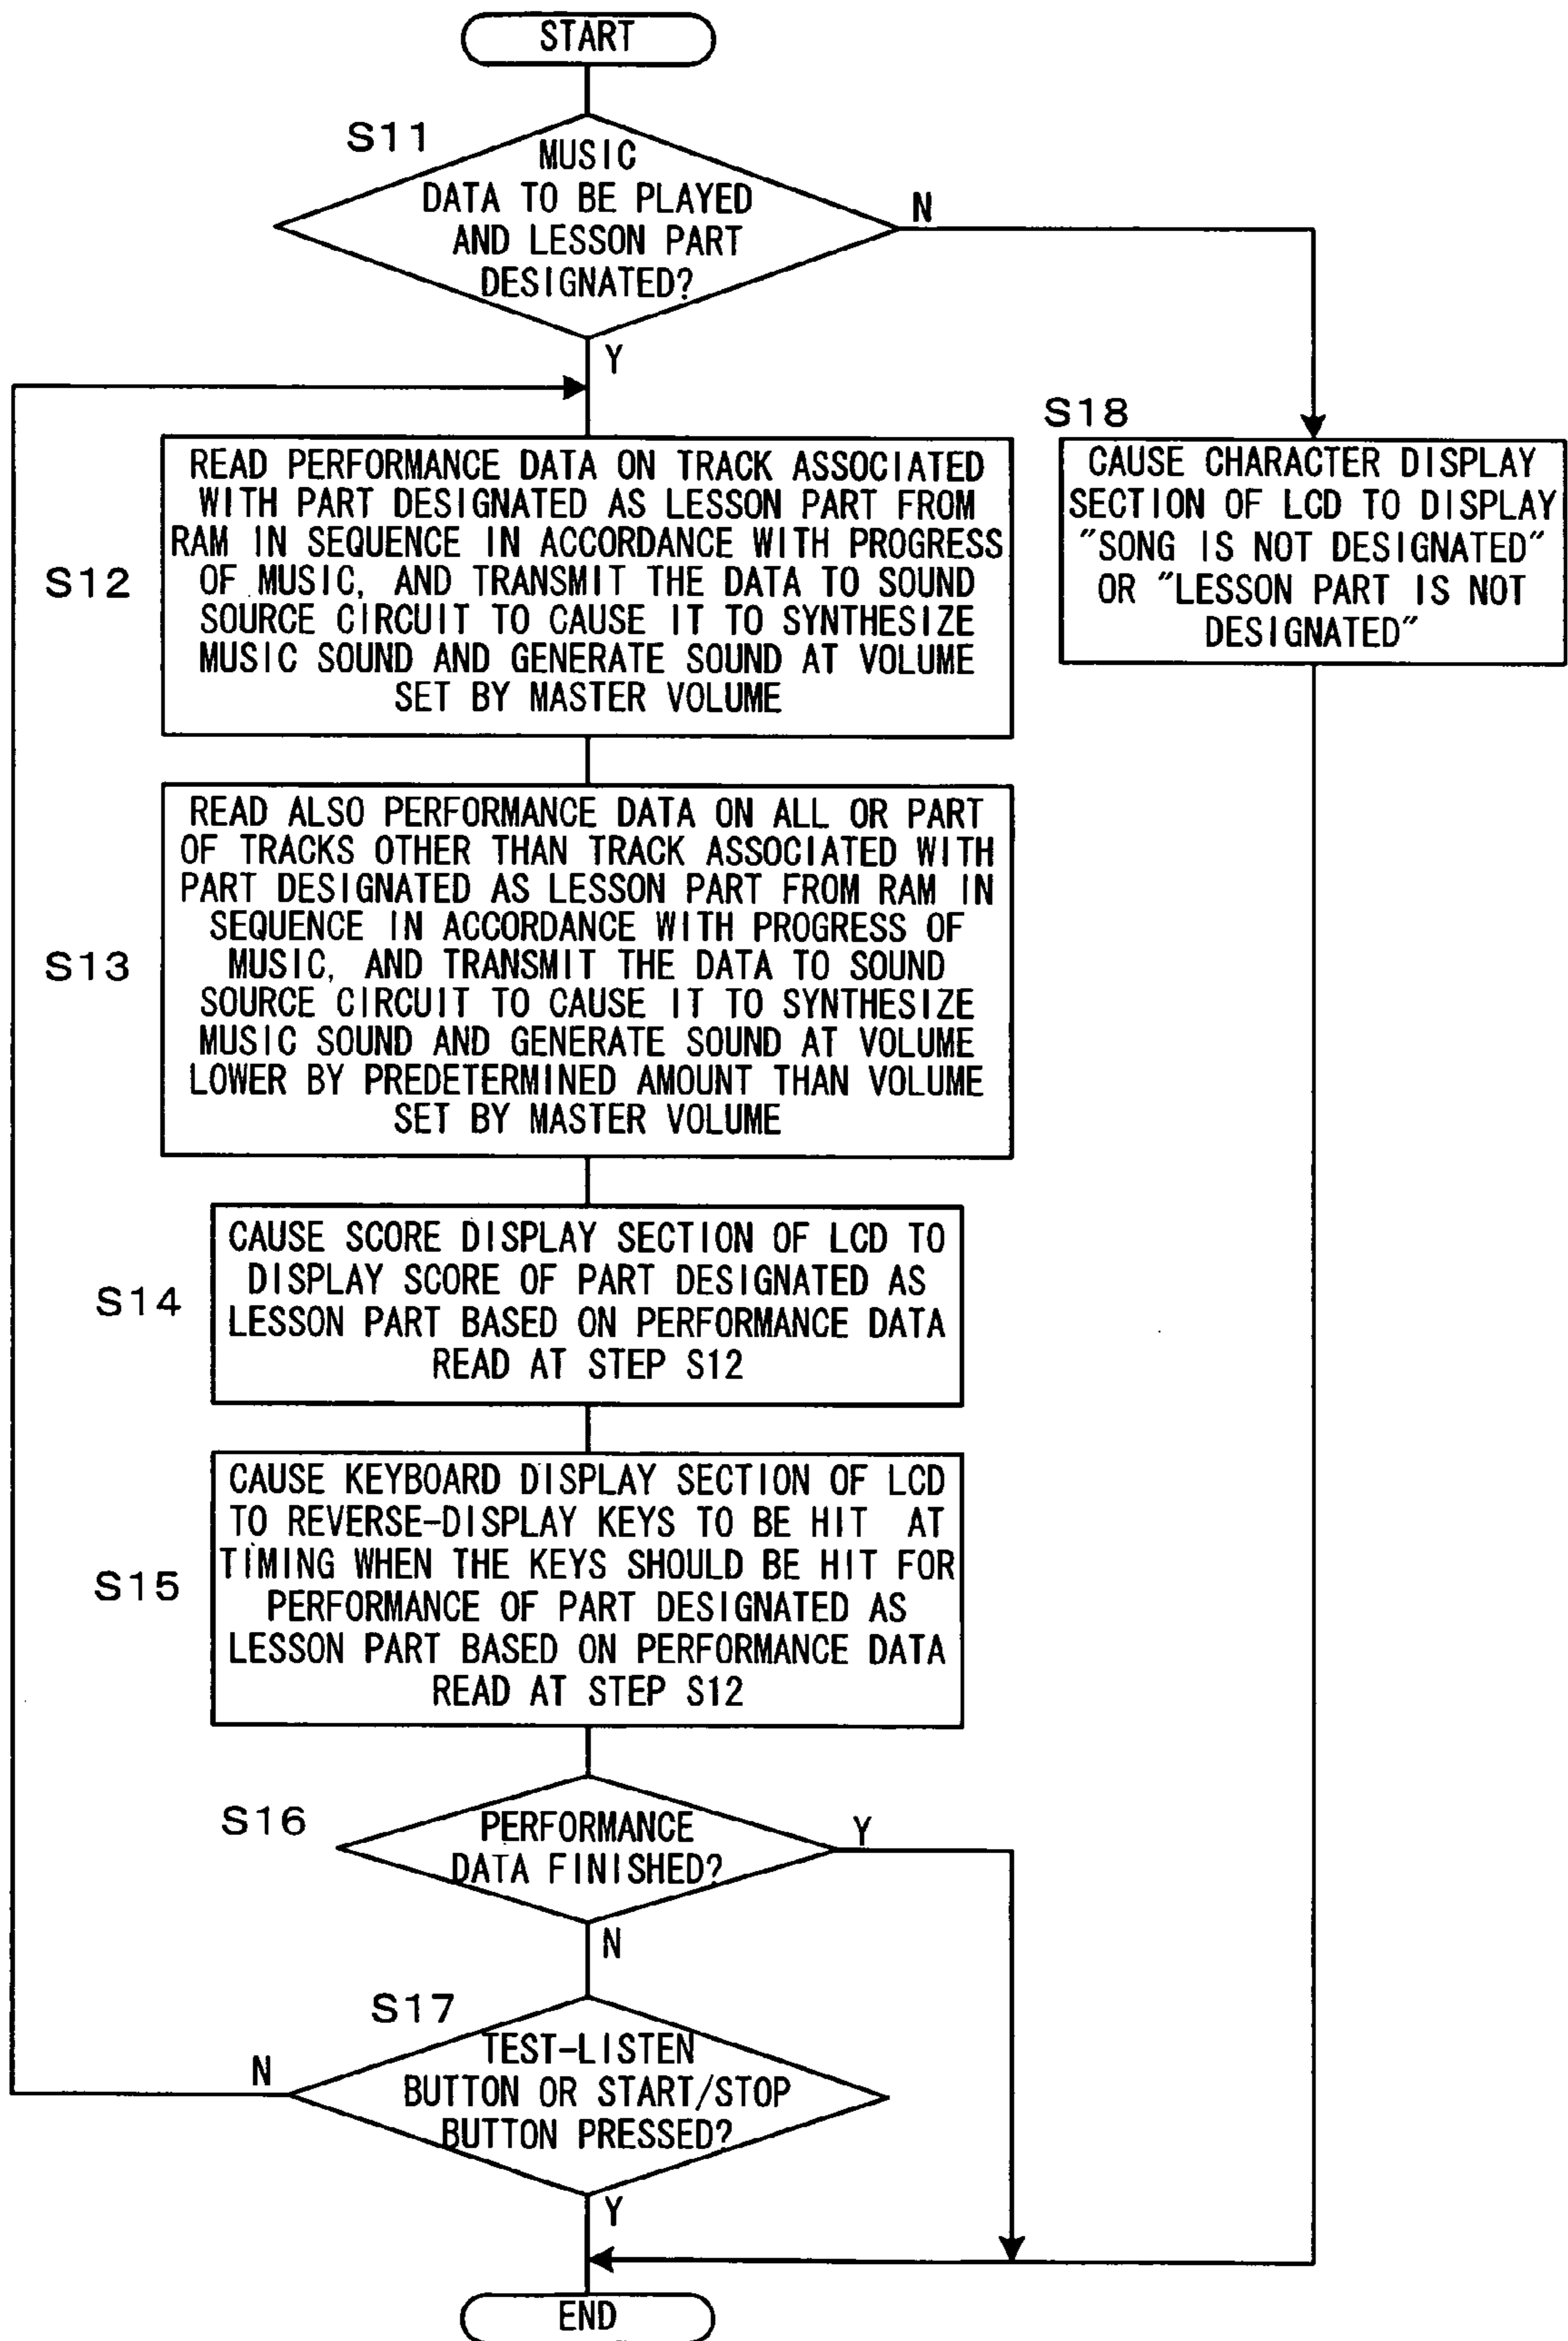 START
S11
MUSIC
DATA TO BE PLAYED
AND LESSON PART
DESIGNATED?
N
Y
S12
READ PERFORMANCE DATA ON TRACK ASSOCIATED
WITH PART DESIGNATED AS LESSON PART FROM
RAM IN SEQUENCE IN ACCORDANCE WITH PROGRESS
OF MUSIC, AND TRANSMIT THE DATA TO SOUND
SOURCE CIRCUIT TO CAUSE IT TO SYNTHESIZE
MUSIC SOUND AND GENERATE SOUND AT VOLUME
SET BY MASTER VOLUME
S18
CAUSE CHARACTER DISPLAY
SECTION OF LCD TO DISPLAY
"SONG IS NOT DESIGNATED"
OR "LESSON PART IS NOT
DESIGNATED"
S13
READ ALSO PERFORMANCE DATA ON ALL OR PART
OF TRACKS OTHER THAN TRACK ASSOCIATED WITH
PART DESIGNATED AS LESSON PART FROM RAM IN
SEQUENCE IN ACCORDANCE WITH PROGRESS OF
MUSIC, AND TRANSMIT THE DATA TO SOUND
SOURCE CIRCUIT TO CAUSE IT TO SYNTHESIZE
MUSIC SOUND AND GENERATE SOUND AT VOLUME
LOWER BY PREDETERMINED AMOUNT THAN VOLUME
SET BY MASTER VOLUME
S14
CAUSE SCORE DISPLAY SECTION OF LCD TO
DISPLAY SCORE OF PART DESIGNATED AS
LESSON PART BASED ON PERFORMANCE DATA
READ AT STEP S12
S15
CAUSE KEYBOARD DISPLAY SECTION OF LCD
TO REVERSE-DISPLAY KEYS TO BE HIT AT
TIMING WHEN THE KEYS SHOULD BE HIT FOR
PERFORMANCE OF PART DESIGNATED AS
LESSON PART BASED ON PERFORMANCE DATA
READ AT STEP S12
S16
PERFORMANCE
DATA FINISHED?
Y
N
S17
TEST-LISTEN
BUTTON OR START/STOP
BUTTON PRESSED?
N
Y
END